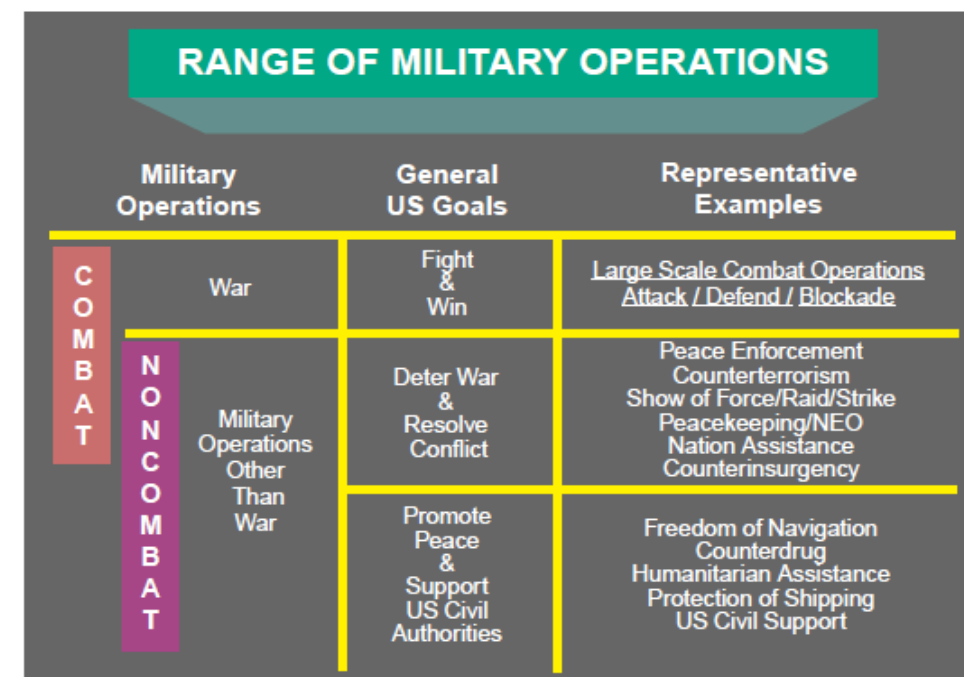 RANGE OF MILITARY OPERATIONS
Military
Operations
General
US Goals
Representative
Examples
COMBAT
War
Fight
&
Win
Large Scale Combat Operations
Attack / Defend / Blockade
NONCOMBAT
Military
Operations
Other
Than
War
Deter War
&
Resolve
Conflict
Peace Enforcement
Counterterrorism
Show of Force/Raid/Strike
Peacekeeping/NEO
Nation Assistance
Counterinsurgency
Promote
Peace
&
Support
US Civil
Authorities
Freedom of Navigation
Counterdrug
Humanitarian Assistance
Protection of Shipping
US Civil Support